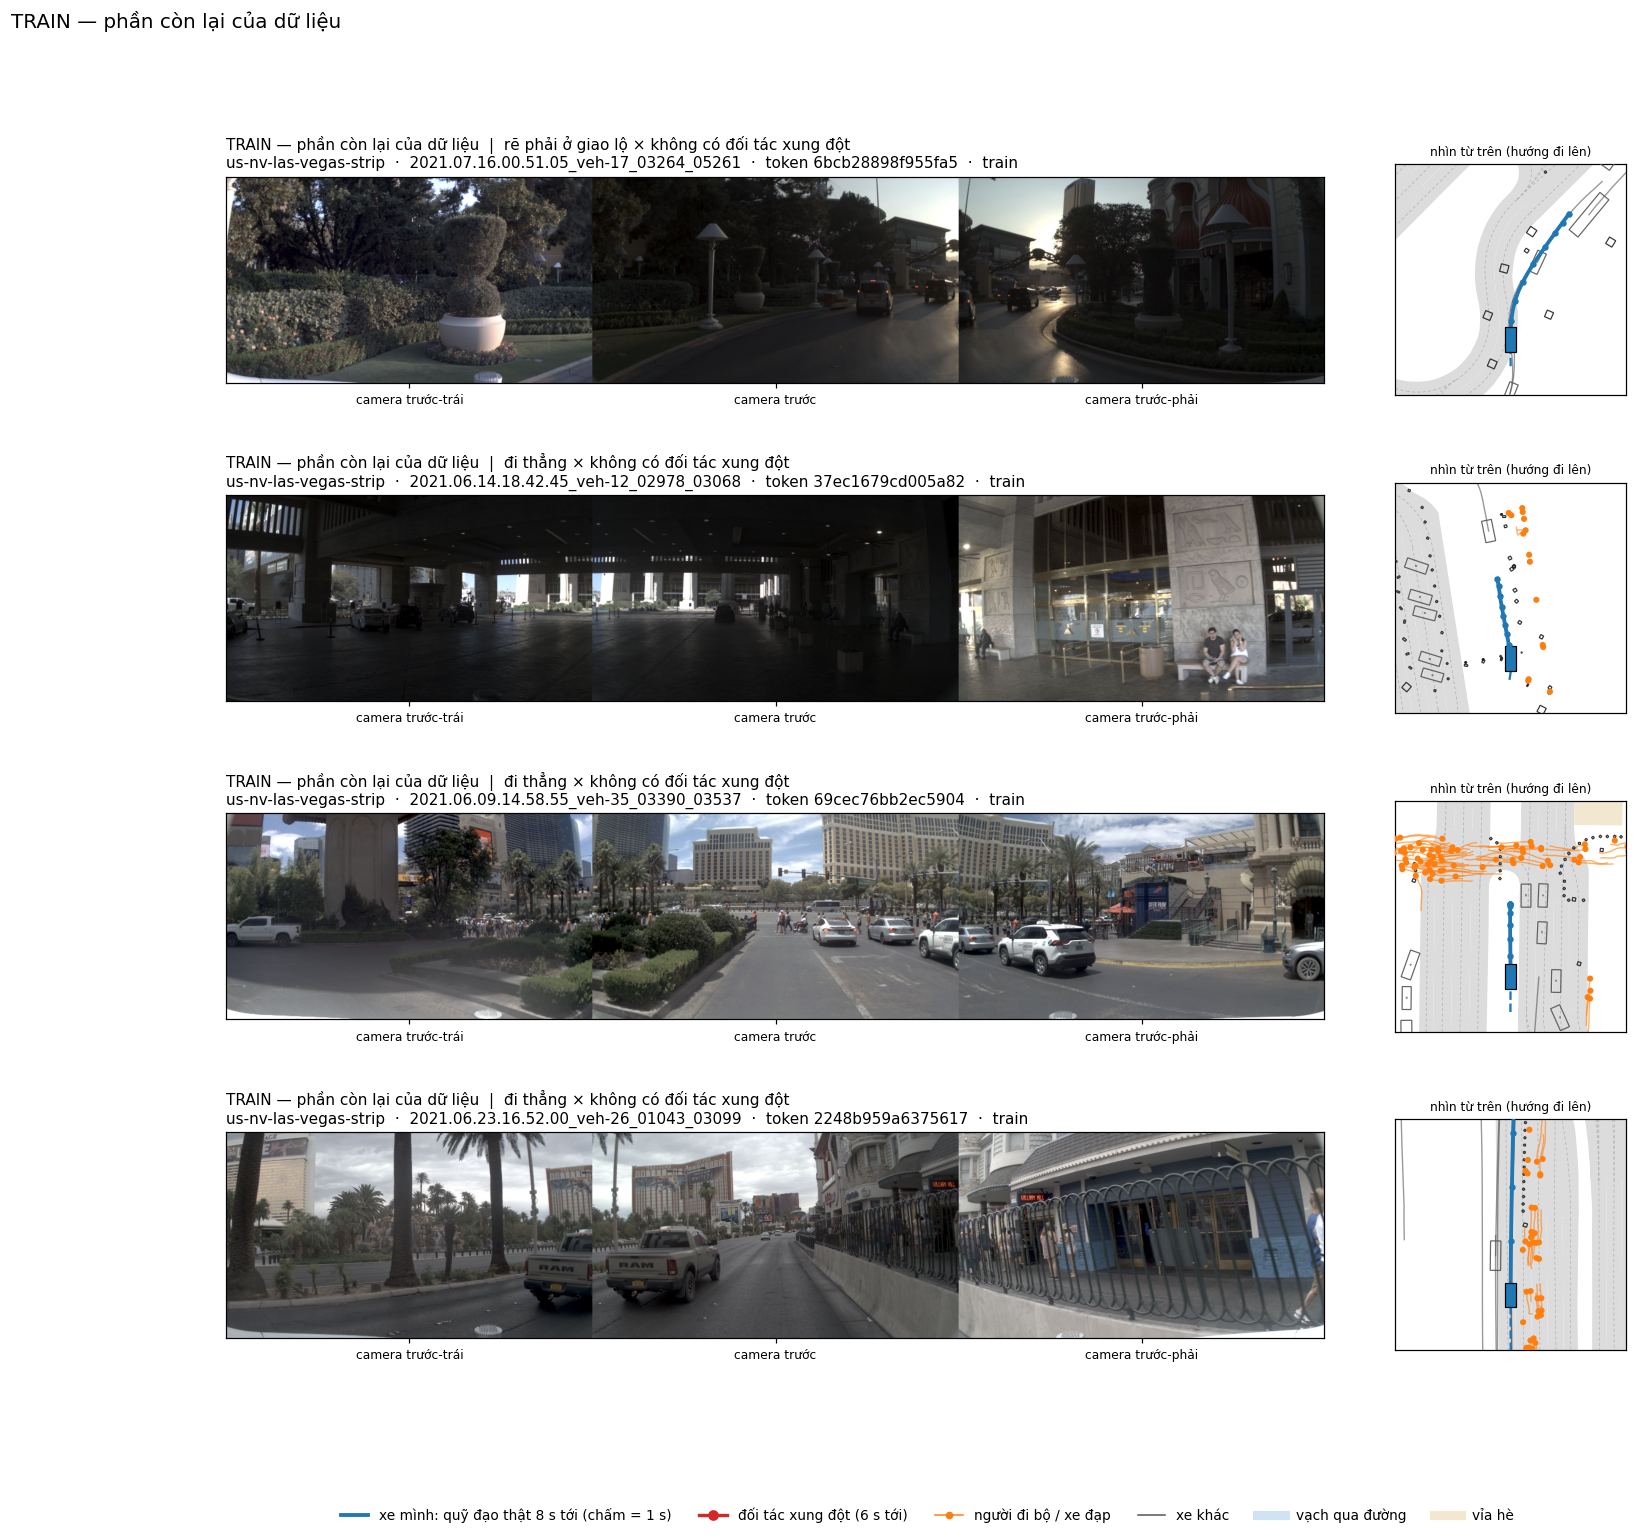 TRAIN — phần còn lại của dữ liệu
TRAIN — phần còn lại của dữ liệu | rẽ phải ở giao lộ × không có đối tác xung đột
us-nv-las-vegas-strip · 2021.07.16.00.51.05_veh-17_03264_05261 · token 6bcb28898f955fa5 · train
nhìn từ trên (hướng đi lên)
camera trước-trái
camera trước
camera trước-phải
TRAIN — phần còn lại của dữ liệu | đi thẳng × không có đối tác xung đột
us-nv-las-vegas-strip · 2021.06.14.18.42.45_veh-12_02978_03068 · token 37ec1679cd005a82 · train
nhìn từ trên (hướng đi lên)
camera trước-trái
camera trước
camera trước-phải
TRAIN — phần còn lại của dữ liệu | đi thẳng × không có đối tác xung đột
us-nv-las-vegas-strip · 2021.06.09.14.58.55_veh-35_03390_03537 · token 69cec76bb2ec5904 · train
nhìn từ trên (hướng đi lên)
camera trước-trái
camera trước
camera trước-phải
TRAIN — phần còn lại của dữ liệu | đi thẳng × không có đối tác xung đột
us-nv-las-vegas-strip · 2021.06.23.16.52.00_veh-26_01043_03099 · token 2248b959a6375617 · train
nhìn từ trên (hướng đi lên)
RAM
RAM
camera trước-trái
camera trước
camera trước-phải
xe mình: quỹ đạo thật 8 s tới (chấm = 1 s)
đối tác xung đột (6 s tới)
người đi bộ / xe đạp
xe khác
vạch qua đường
vỉa hè